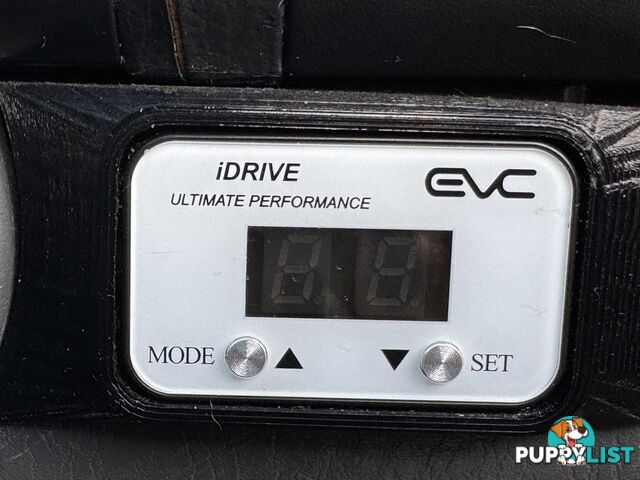 iDRIVE
EVC
ULTIMATE PERFORMANCE
MODE ▲ ▼ SET
PUPPYLIST